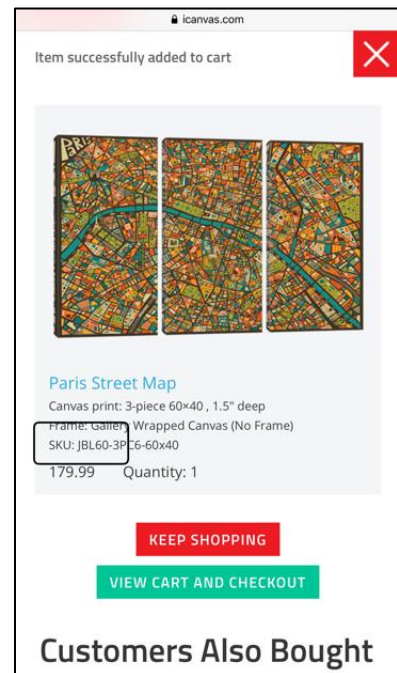 icanvas.com
Item successfully added to cart
PARIS
Paris Street Map
Canvas print: 3-piece 60×40 , 1.5" deep
Frame: Gallery Wrapped Canvas (No Frame)
SKU: JBL60-3PC6-60x40
179.99 Quantity: 1
KEEP SHOPPING
VIEW CART AND CHECKOUT
Customers Also Bought